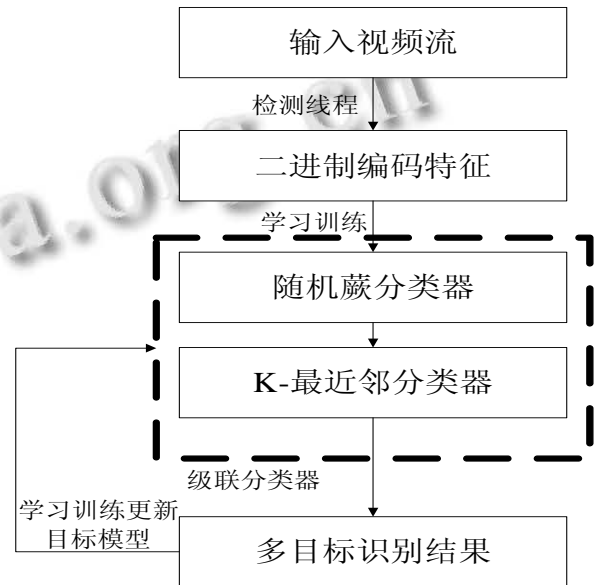 输入视频流
检测线程
二进制编码特征
学习训练
随机蕨分类器
K-最近邻分类器
级联分类器
学习训练更新
目标模型
多目标识别结果
a.org.cn